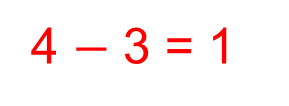 4 – 3 = 1